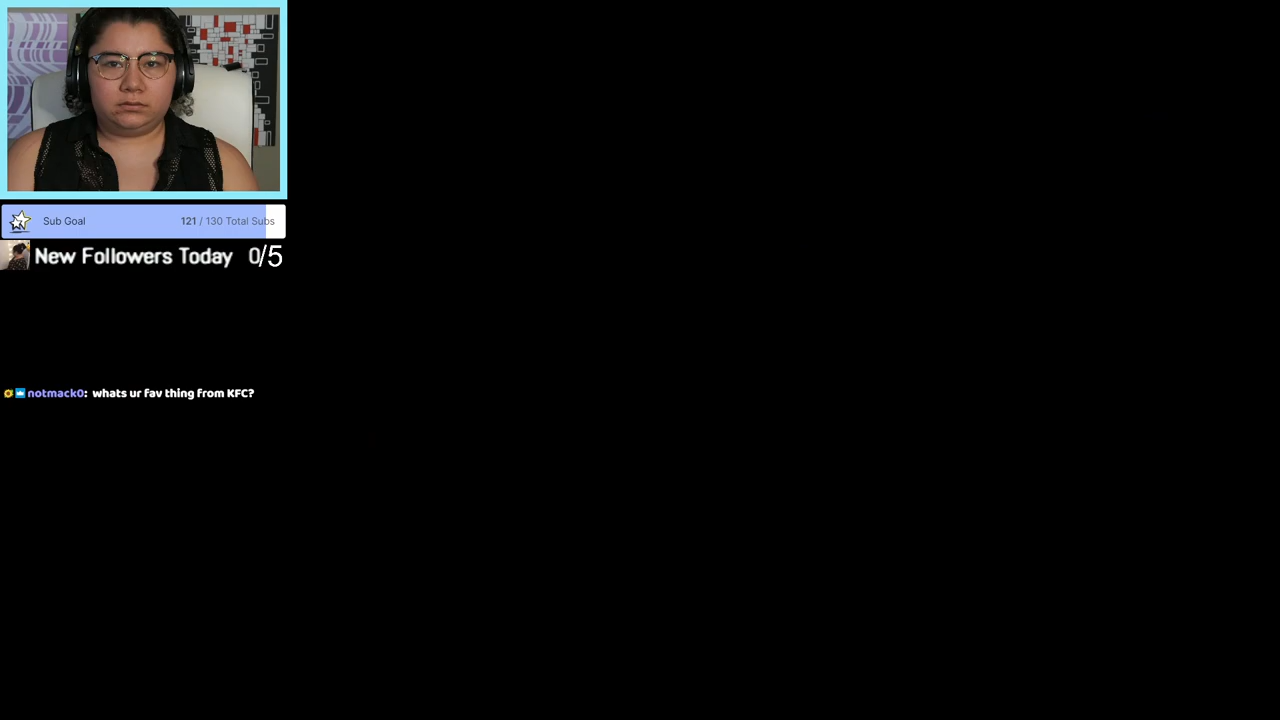 Sub Goal 121 / 130 Total Subs
New Followers Today 0/5
notmack0: whats ur fav thing from KFC?